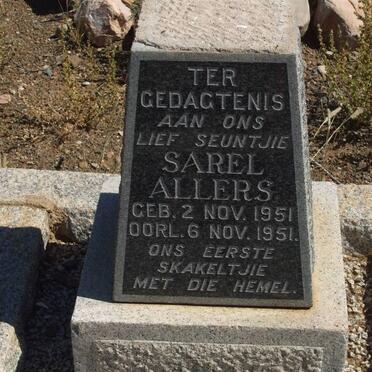 TER
GEDAGTENIS
AAN ONS
LIEF SEUNTJIE
SAREL
ALLERS
GEB. 2 NOV. 1951
OORL. 6 NOV. 1951.
ONS EERSTE
SKAKELTJIE
MET DIE HEMEL.